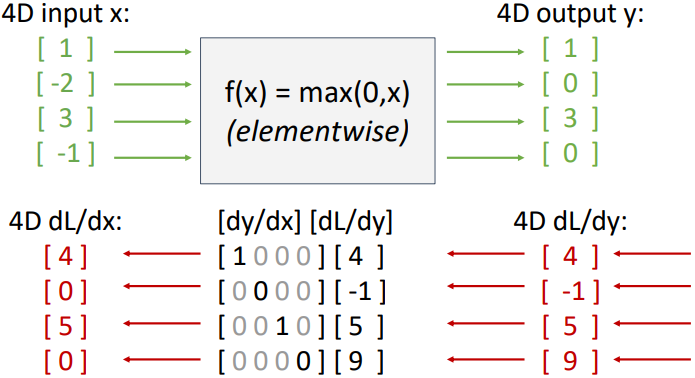 4D input x: 4D output y:
[ 1 ] [ 1 ]
[ -2 ] f(x) = max(0,x) [ 0 ]
[ 3 ] (elementwise) [ 3 ]
[ -1 ] [ 0 ]
4D dL/dx: [dy/dx] [dL/dy] 4D dL/dy:
[ 4 ] [ 1 0 0 0 ] [ 4 ] [ 4 ]
[ 0 ] [ 0 0 0 0 ] [ -1 ] [ -1 ]
[ 5 ] [ 0 0 1 0 ] [ 5 ] [ 5 ]
[ 0 ] [ 0 0 0 0 ] [ 9 ] [ 9 ]